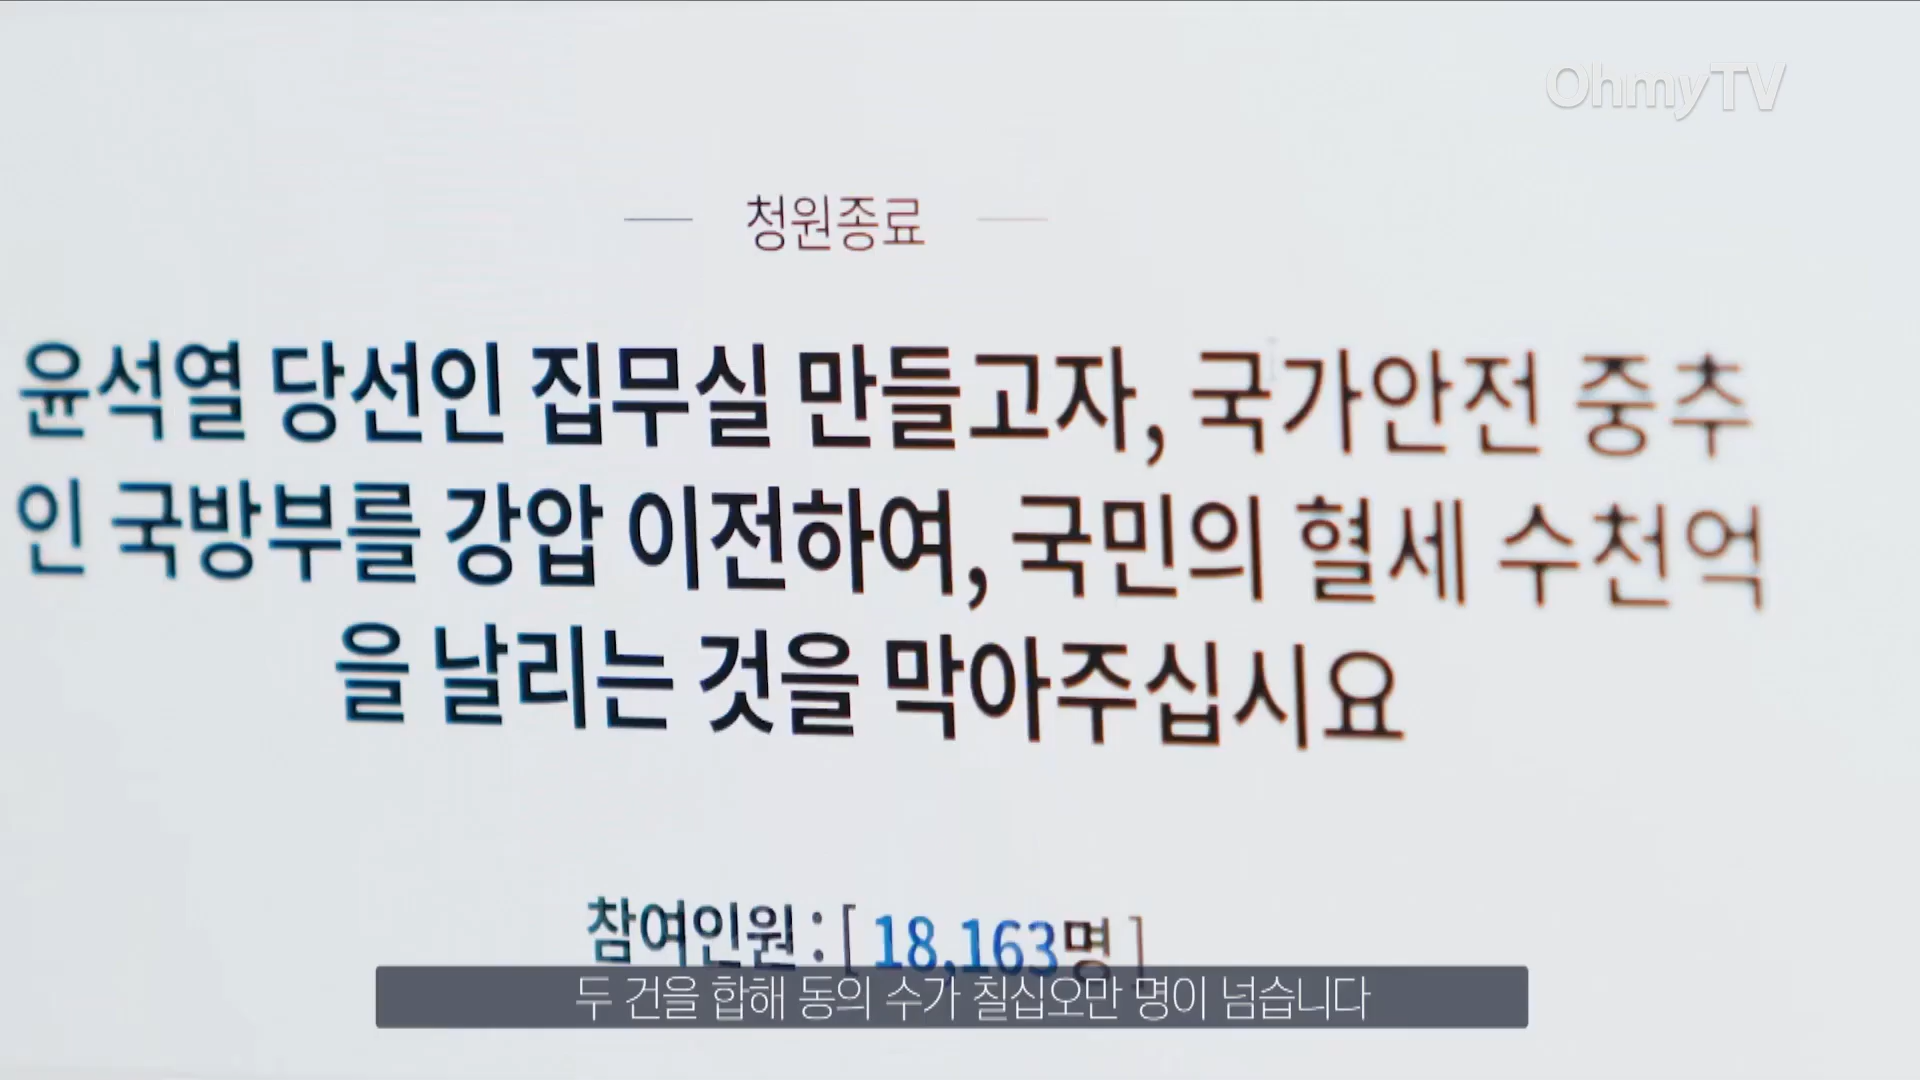 OhmyTV
청원종료
윤석열 당선인 집무실 만들고자, 국가안전 중추
인 국방부를 강압 이전하여, 국민의 혈세 수천억
을 날리는 것을 막아주십시요
참여인원 : [ 18,163명 ]
두 건을 합해 동의 수가 칠십오만 명이 넘습니다